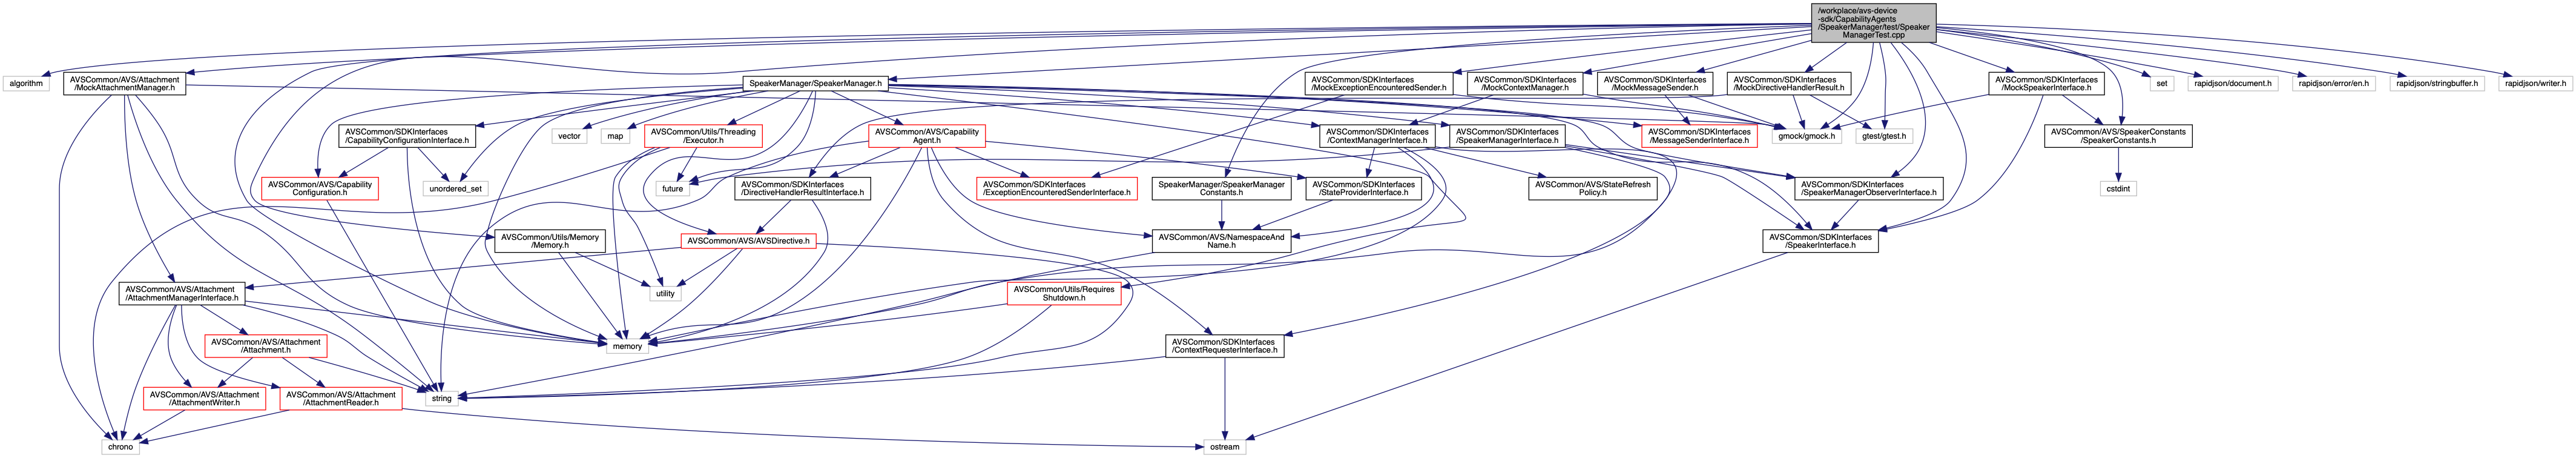 /workplace/avs-device
-sdk/CapabilityAgents
/SpeakerManager/test/Speaker
ManagerTest.cpp
algorithm
AVSCommon/AVS/Attachment
/MockAttachmentManager.h
SpeakerManager/SpeakerManager.h
AVSCommon/SDKInterfaces
/MockExceptionEncounteredSender.h
AVSCommon/SDKInterfaces
/MockContextManager.h
AVSCommon/SDKInterfaces
/MockMessageSender.h
AVSCommon/SDKInterfaces
/MockDirectiveHandlerResult.h
AVSCommon/SDKInterfaces
/MockSpeakerInterface.h
set
rapidjson/document.h
rapidjson/error/en.h
rapidjson/stringbuffer.h
rapidjson/writer.h
AVSCommon/SDKInterfaces
/CapabilityConfigurationInterface.h
vector
map
AVSCommon/Utils/Threading
/Executor.h
AVSCommon/AVS/Capability
Agent.h
AVSCommon/SDKInterfaces
/ContextManagerInterface.h
AVSCommon/SDKInterfaces
/SpeakerManagerInterface.h
AVSCommon/SDKInterfaces
/MessageSenderInterface.h
gmock/gmock.h
gtest/gtest.h
AVSCommon/AVS/SpeakerConstants
/SpeakerConstants.h
AVSCommon/AVS/Capability
Configuration.h
unordered_set
future
AVSCommon/SDKInterfaces
/DirectiveHandlerResultInterface.h
AVSCommon/SDKInterfaces
/ExceptionEncounteredSenderInterface.h
SpeakerManager/SpeakerManager
Constants.h
AVSCommon/SDKInterfaces
/StateProviderInterface.h
AVSCommon/AVS/StateRefresh
Policy.h
AVSCommon/SDKInterfaces
/SpeakerManagerObserverInterface.h
cstdint
AVSCommon/Utils/Memory
/Memory.h
AVSCommon/AVS/AVSDirective.h
AVSCommon/AVS/NamespaceAnd
Name.h
AVSCommon/SDKInterfaces
/SpeakerInterface.h
AVSCommon/AVS/Attachment
/AttachmentManagerInterface.h
utility
AVSCommon/Utils/Requires
Shutdown.h
AVSCommon/AVS/Attachment
/Attachment.h
memory
AVSCommon/SDKInterfaces
/ContextRequesterInterface.h
AVSCommon/AVS/Attachment
/AttachmentWriter.h
AVSCommon/AVS/Attachment
/AttachmentReader.h
string
chrono
ostream